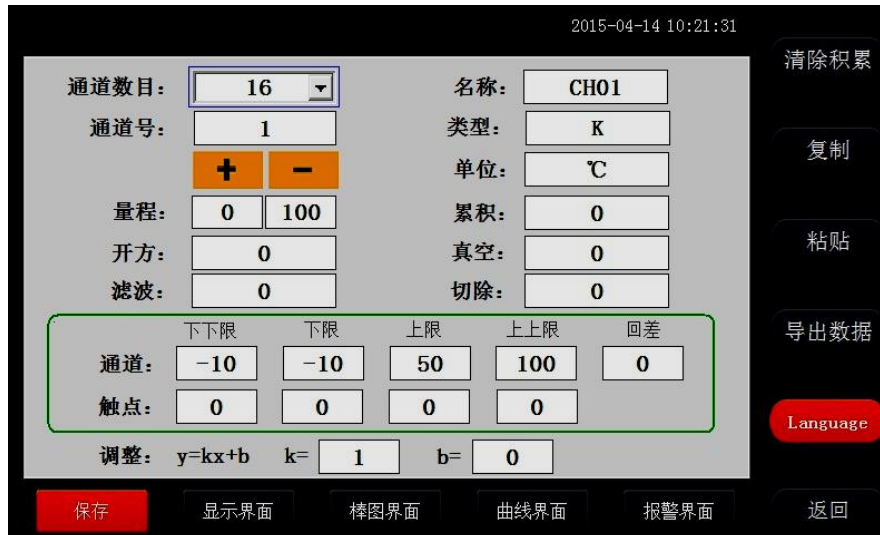 2015-04-14 10:21:31
清除积累
通道数目： 16 名称： CH01
通道号： 1 类型： K
复制
+ − 单位： ℃
量程： 0 100 累积： 0
粘贴
开方： 0 真空： 0
滤波： 0 切除： 0
下下限 下限 上限 上上限 回差
导出数据
通道： -10 -10 50 100 0
触点： 0 0 0 0
Language
调整： y=kx+b k= 1 b= 0
保存 显示界面 棒图界面 曲线界面 报警界面 返回